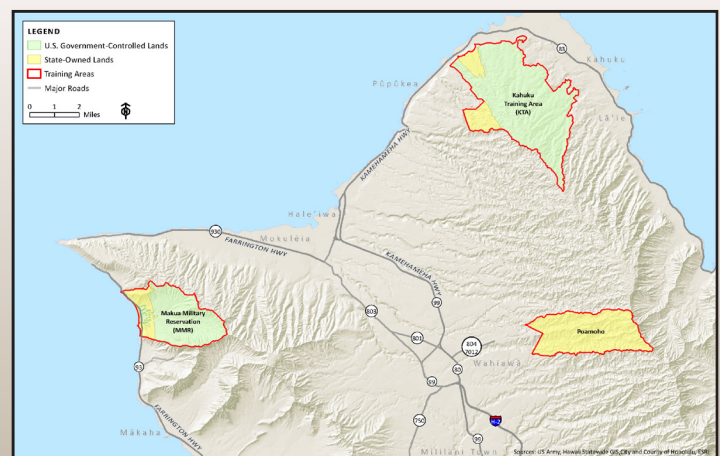 LEGEND
U.S. Government-Controlled Lands
State-Owned Lands
Training Areas
Major Roads
0 1 2
Miles
83
Kahuku
Pūpūkea
Kahuku
Training Area
(KTA)
Lāʻie
KAMEHAMEHA HWY
Haleʻiwa
930
FARRINGTON HWY
Mokulēia
KAMEHAMEHA HWY
99
Makua Military
Reservation
(MMR)
803
801
804
7012
Poamoho
Wahiawā
93
80
99
FARRINGTON HWY
750
H-2
99
Mākaha
Mililani Town
Sources: US Army, Hawaii Statewide GIS, City and County of Honolulu, ESRI